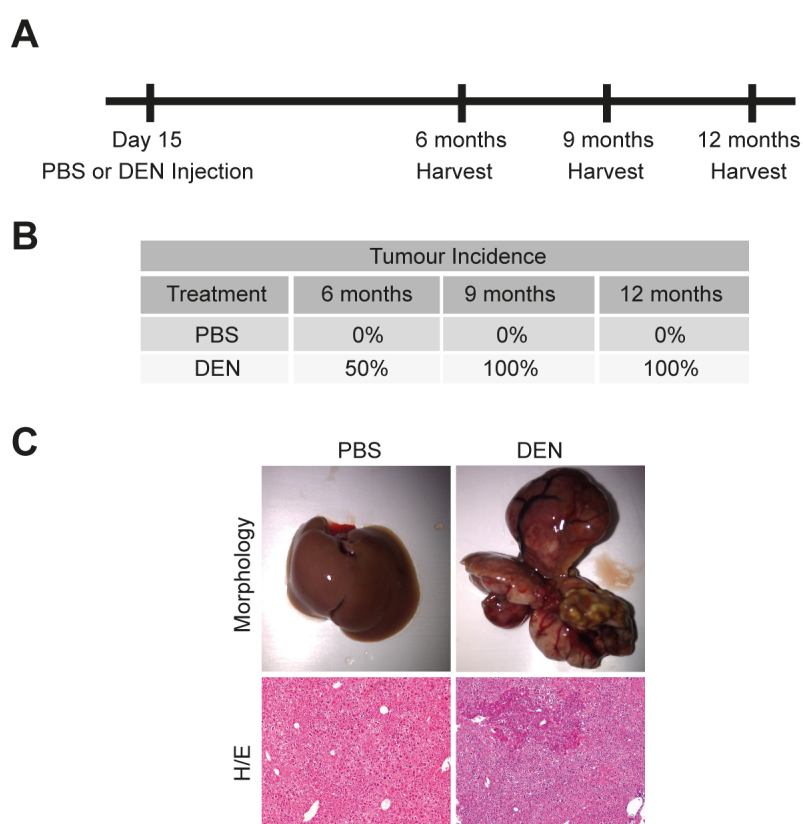 A
Day 15
PBS or DEN Injection
6 months
Harvest
9 months
Harvest
12 months
Harvest
B
Tumour Incidence
Treatment 6 months 9 months 12 months
PBS 0% 0% 0%
DEN 50% 100% 100%
C
PBS DEN
Morphology
H/E